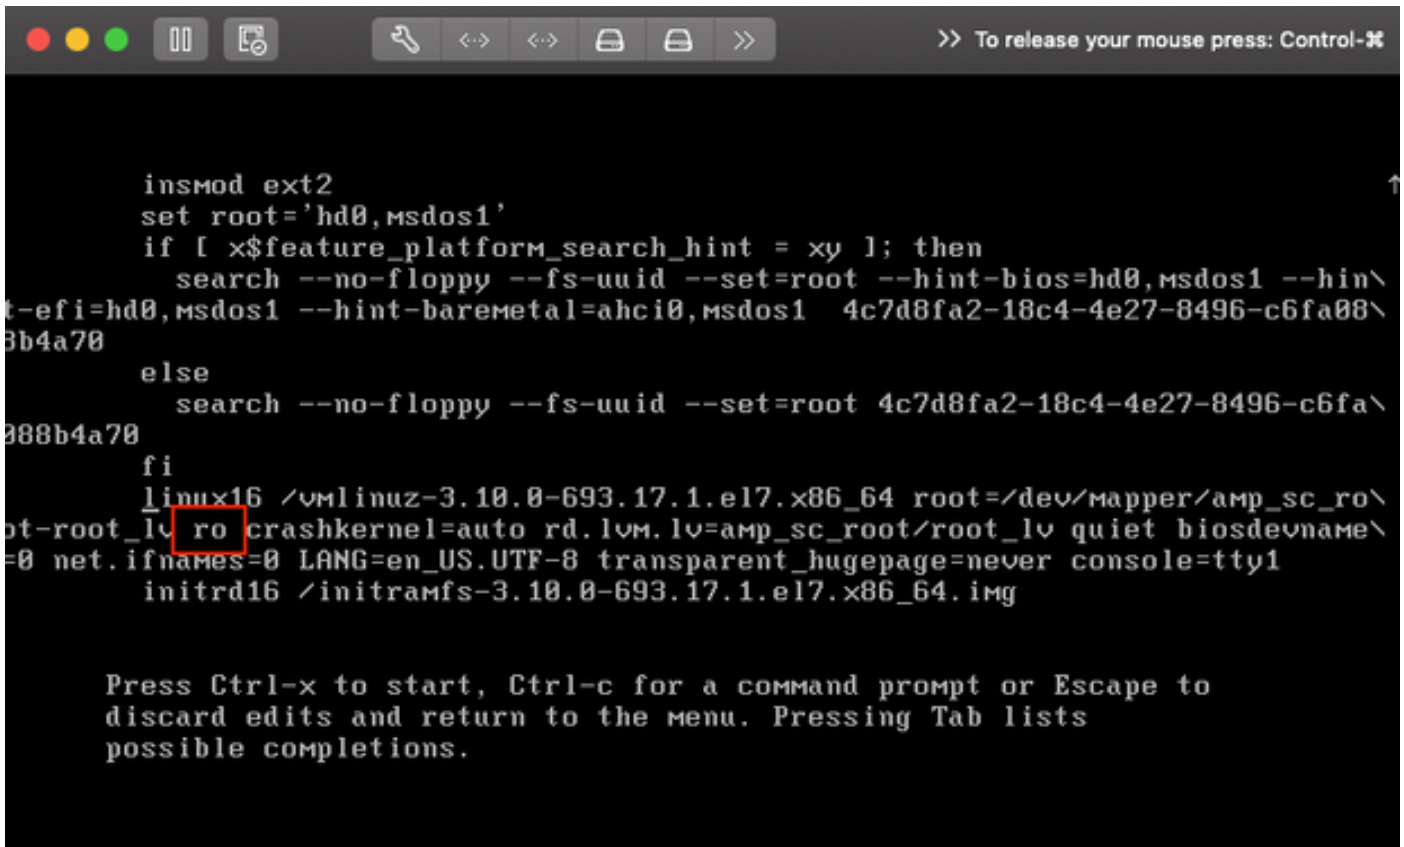 >> To release your mouse press: Control-⌘
insmod ext2
set root='hd0,msdos1'
if [ x$feature_platform_search_hint = xy ]; then
search --no-floppy --fs-uuid --set=root --hint-bios=hd0,msdos1 --hin\
t-efi=hd0,msdos1 --hint-baremetal=ahci0,msdos1  4c7d8fa2-18c4-4e27-8496-c6fa08\
8b4a70
else
search --no-floppy --fs-uuid --set=root 4c7d8fa2-18c4-4e27-8496-c6fa\
088b4a70
fi
linux16 /vmlinuz-3.10.0-693.17.1.el7.x86_64 root=/dev/mapper/amp_sc_ro\
ot-root_lv ro crashkernel=auto rd.lvm.lv=amp_sc_root/root_lv quiet biosdevname\
=0 net.ifnames=0 LANG=en_US.UTF-8 transparent_hugepage=never console=tty1
initrd16 /initramfs-3.10.0-693.17.1.el7.x86_64.img
Press Ctrl-x to start, Ctrl-c for a command prompt or Escape to
discard edits and return to the menu. Pressing Tab lists
possible completions.